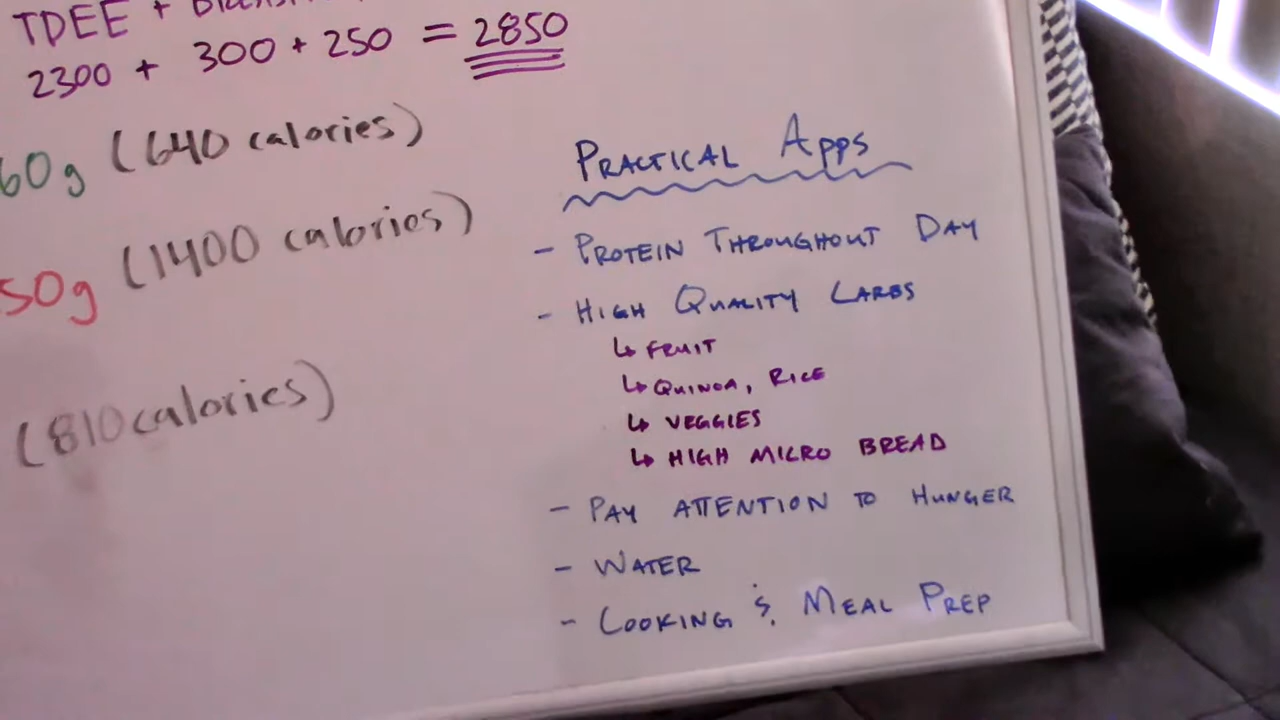 TDEE +
2300 + 300 + 250 = 2850
60g (640 calories)
50g (1400 calories)
(810 calories)
PRACTICAL APPS
- PROTEIN THROUGHOUT DAY
- HIGH QUALITY CARBS
↳ FRUIT
↳ QUINOA, RICE
↳ VEGGIES
↳ HIGH MICRO BREAD
- PAY ATTENTION TO HUNGER
- WATER
- COOKING & MEAL PREP